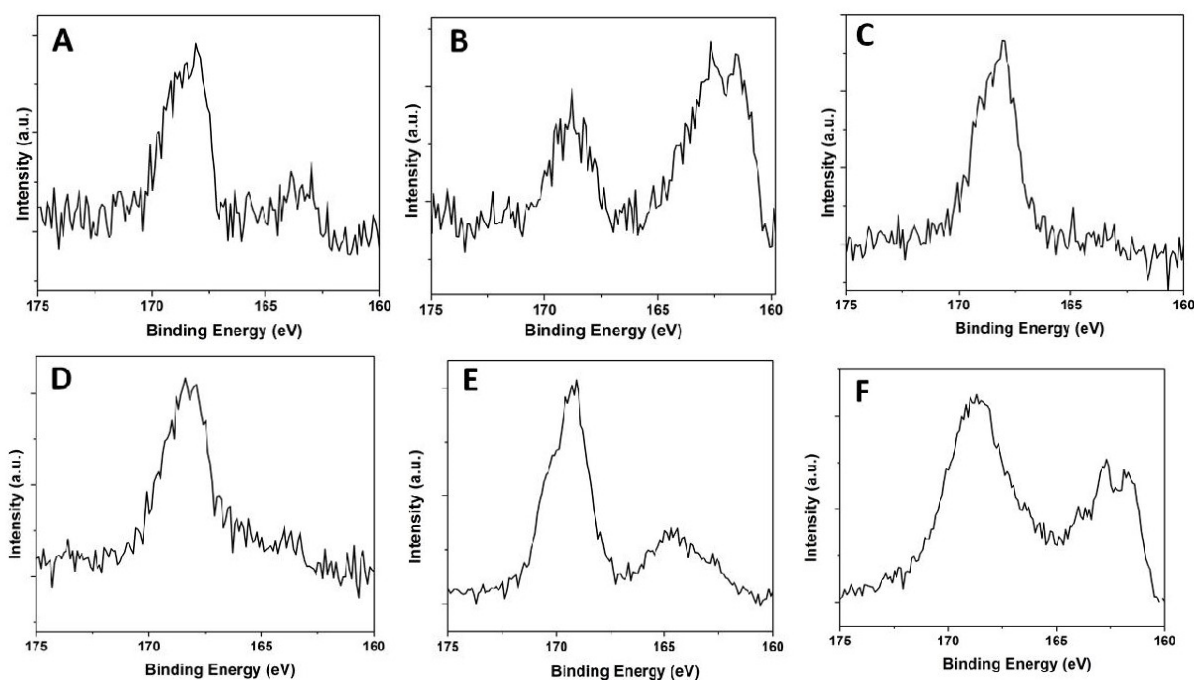 A
B
C
Intensity (a.u.)
Intensity (a.u.)
Intensity (a.u.)
175 170 165 160
175 170 165 160
175 170 165 160
Binding Energy (eV)
Binding Energy (eV)
Binding Energy (eV)
D
E
F
Intensity (a.u.)
Intensity (a.u.)
Intensity (a.u.)
175 170 165 160
175 170 165 160
175 170 165 160
Binding Energy (eV)
Binding Energy (eV)
Binding Energy (eV)